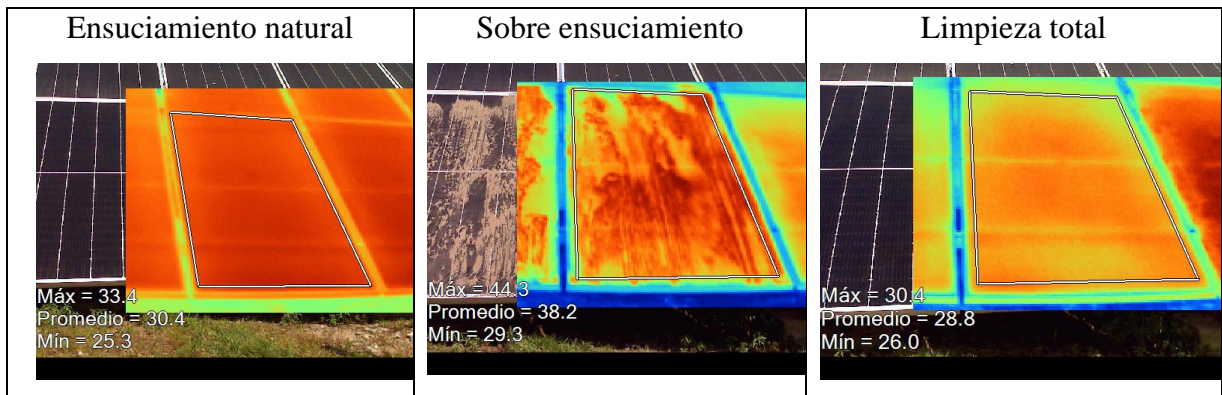 Ensuciamiento natural
Sobre ensuciamiento
Limpieza total
Máx = 33.4
Promedio = 30.4
Mín = 25.3
Máx = 44.3
Promedio = 38.2
Mín = 29.3
Máx = 30.4
Promedio = 28.8
Mín = 26.0